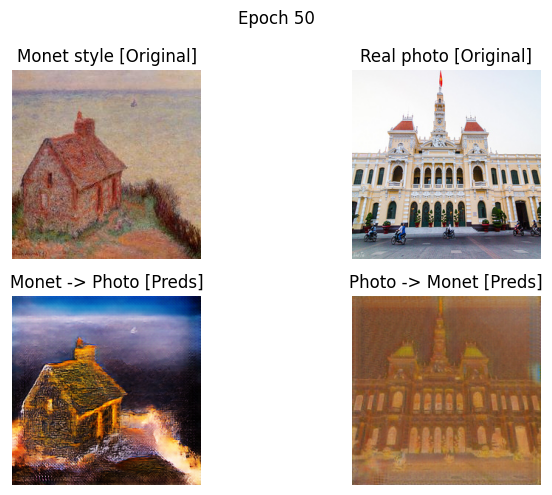 Epoch 50
Monet style [Original]
Real photo [Original]
Monet -> Photo [Preds]
Photo -> Monet [Preds]